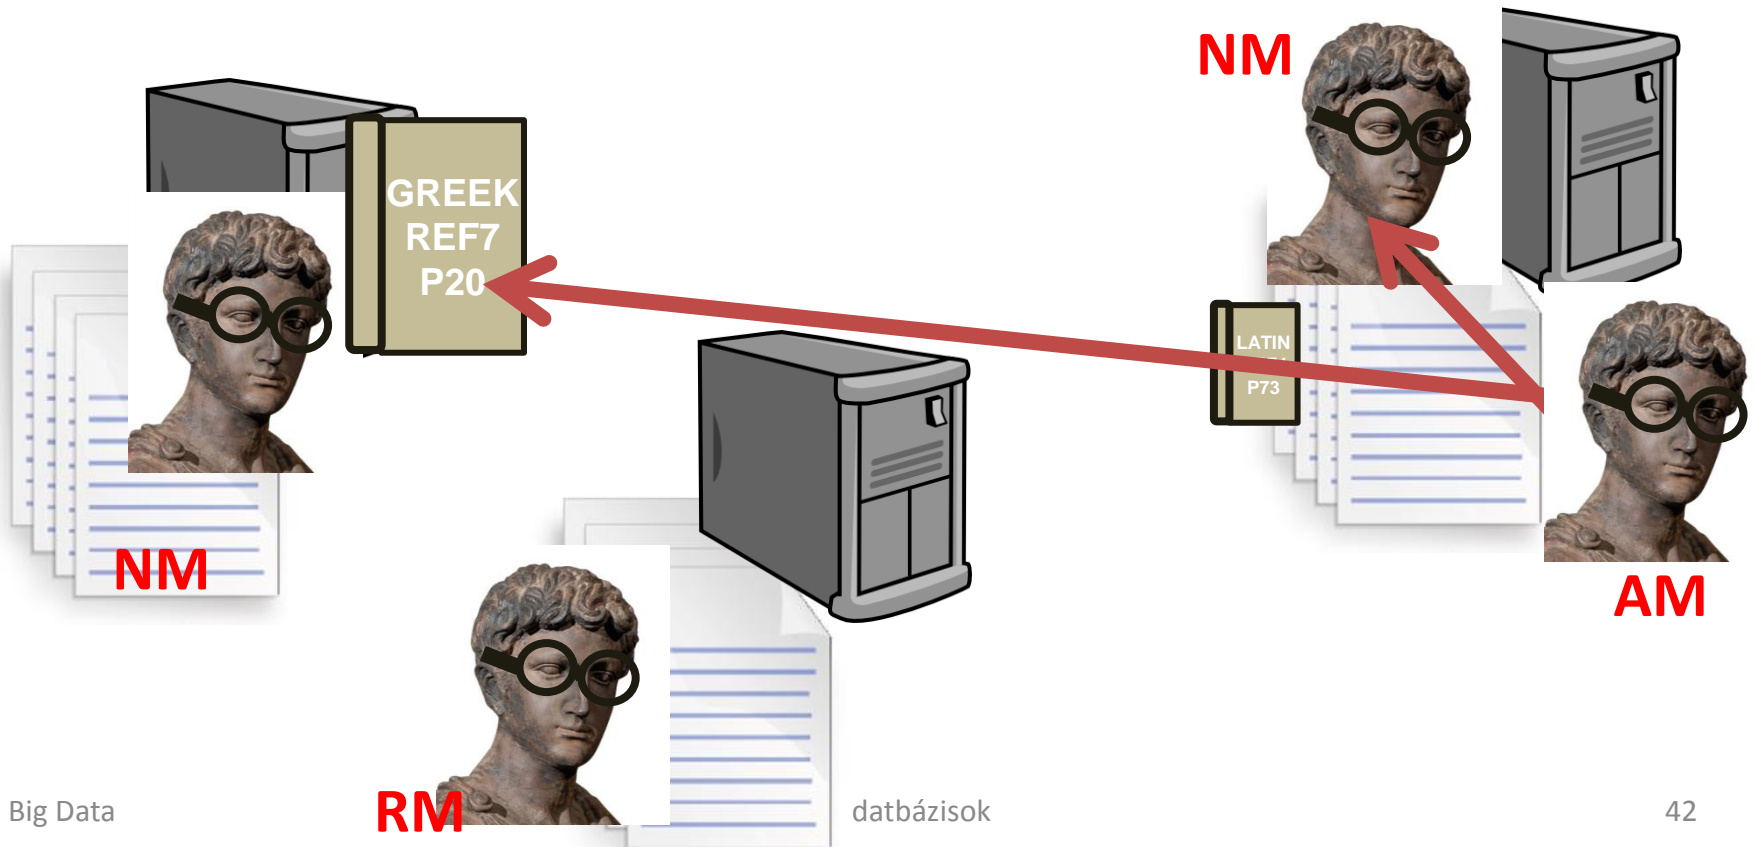 NM
GREEK
REF7
P20
LATIN
P73
NM
AM
RM
Big Data
datbázisok
42